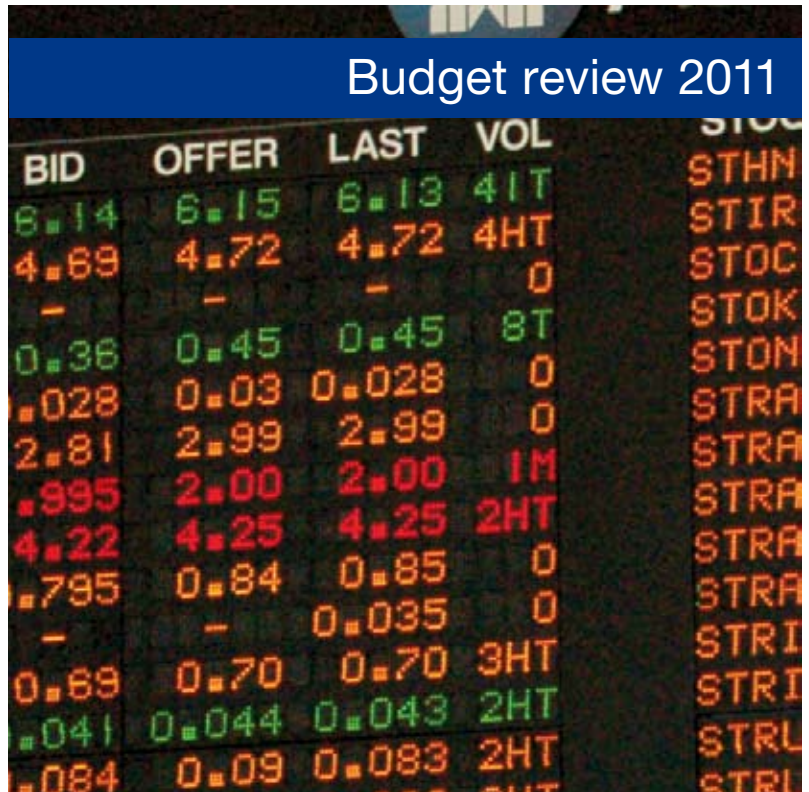 Budget review 2011
BID OFFER LAST VOL STOC
6.14 6.15 6.13 41T STHN
4.69 4.72 4.72 4HT STIR
- - - 0 STOC
0.36 0.45 0.45 8T STOK
.028 0.03 0.028 0 STON
2.81 2.99 2.99 0 STRA
.995 2.00 2.00 1M STRA
4.22 4.25 4.25 2HT STRA
.795 0.84 0.85 0 STRA
- - 0.035 0 STRA
0.69 0.70 0.70 3HT STRI
.041 0.044 0.043 2HT STRI
.084 0.09 0.083 2HT STRU